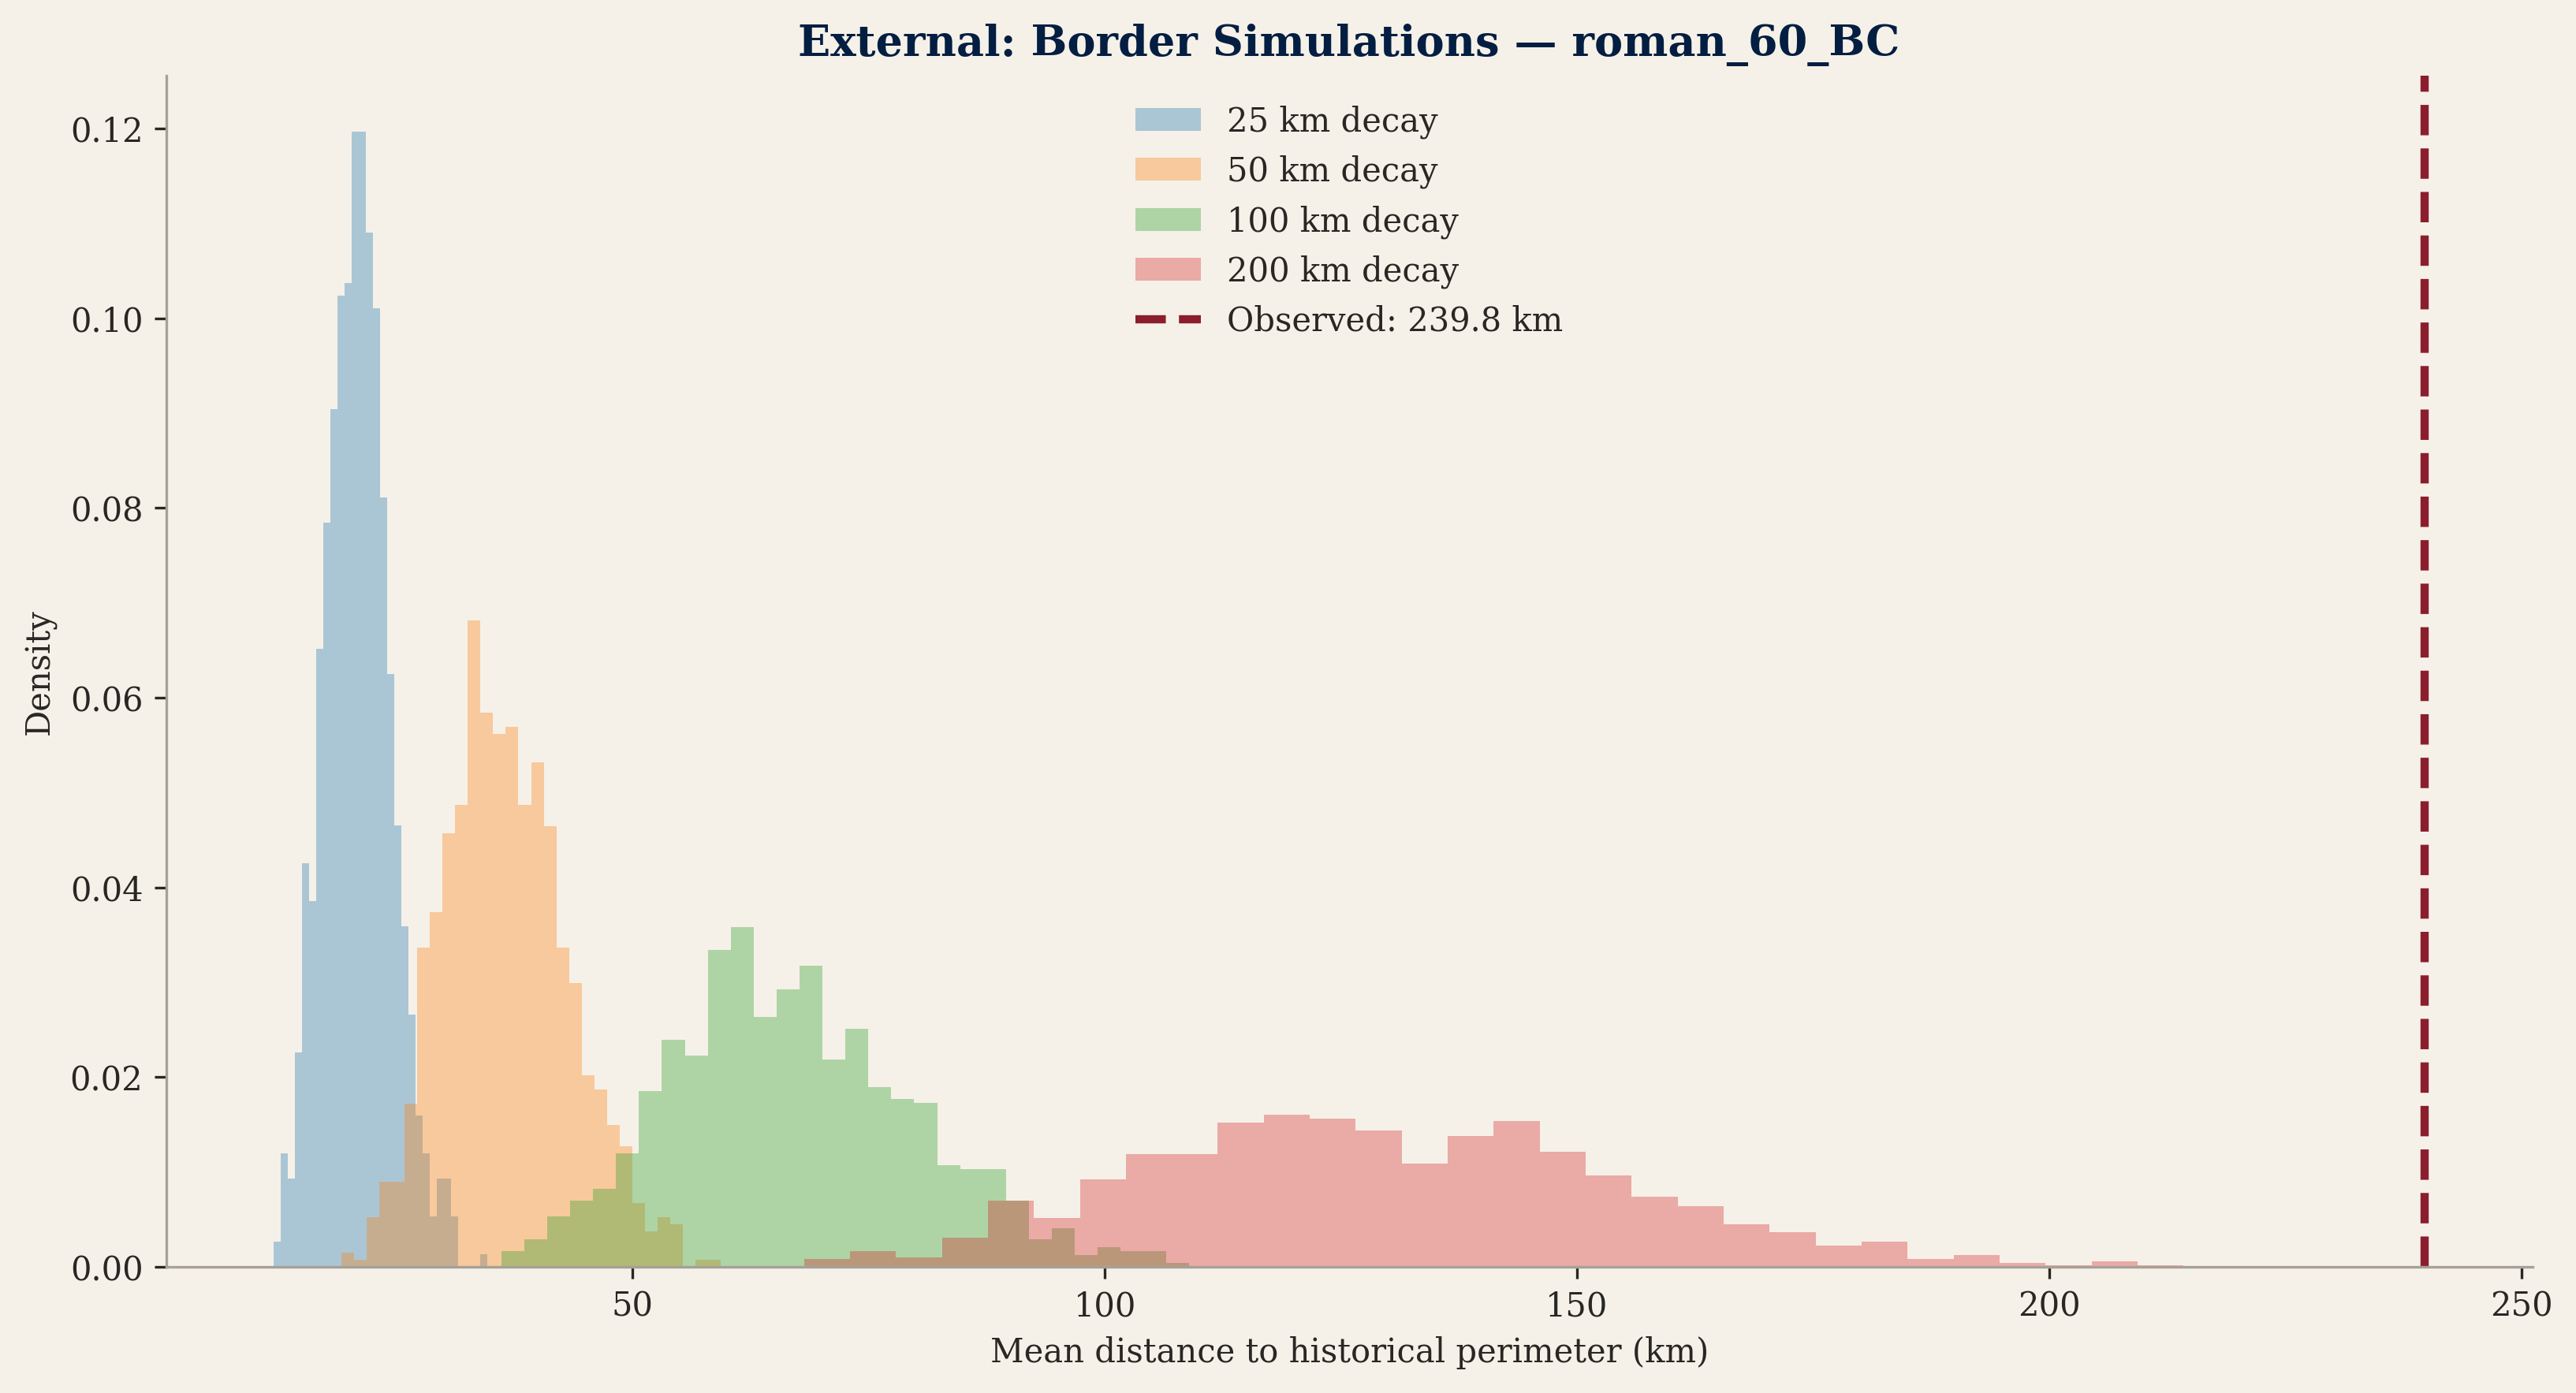 External: Border Simulations — roman_60_BC
25 km decay
50 km decay
100 km decay
200 km decay
Observed: 239.8 km
Density
0.12
0.10
0.08
0.06
0.04
0.02
0.00
50 100 150 200 250
Mean distance to historical perimeter (km)